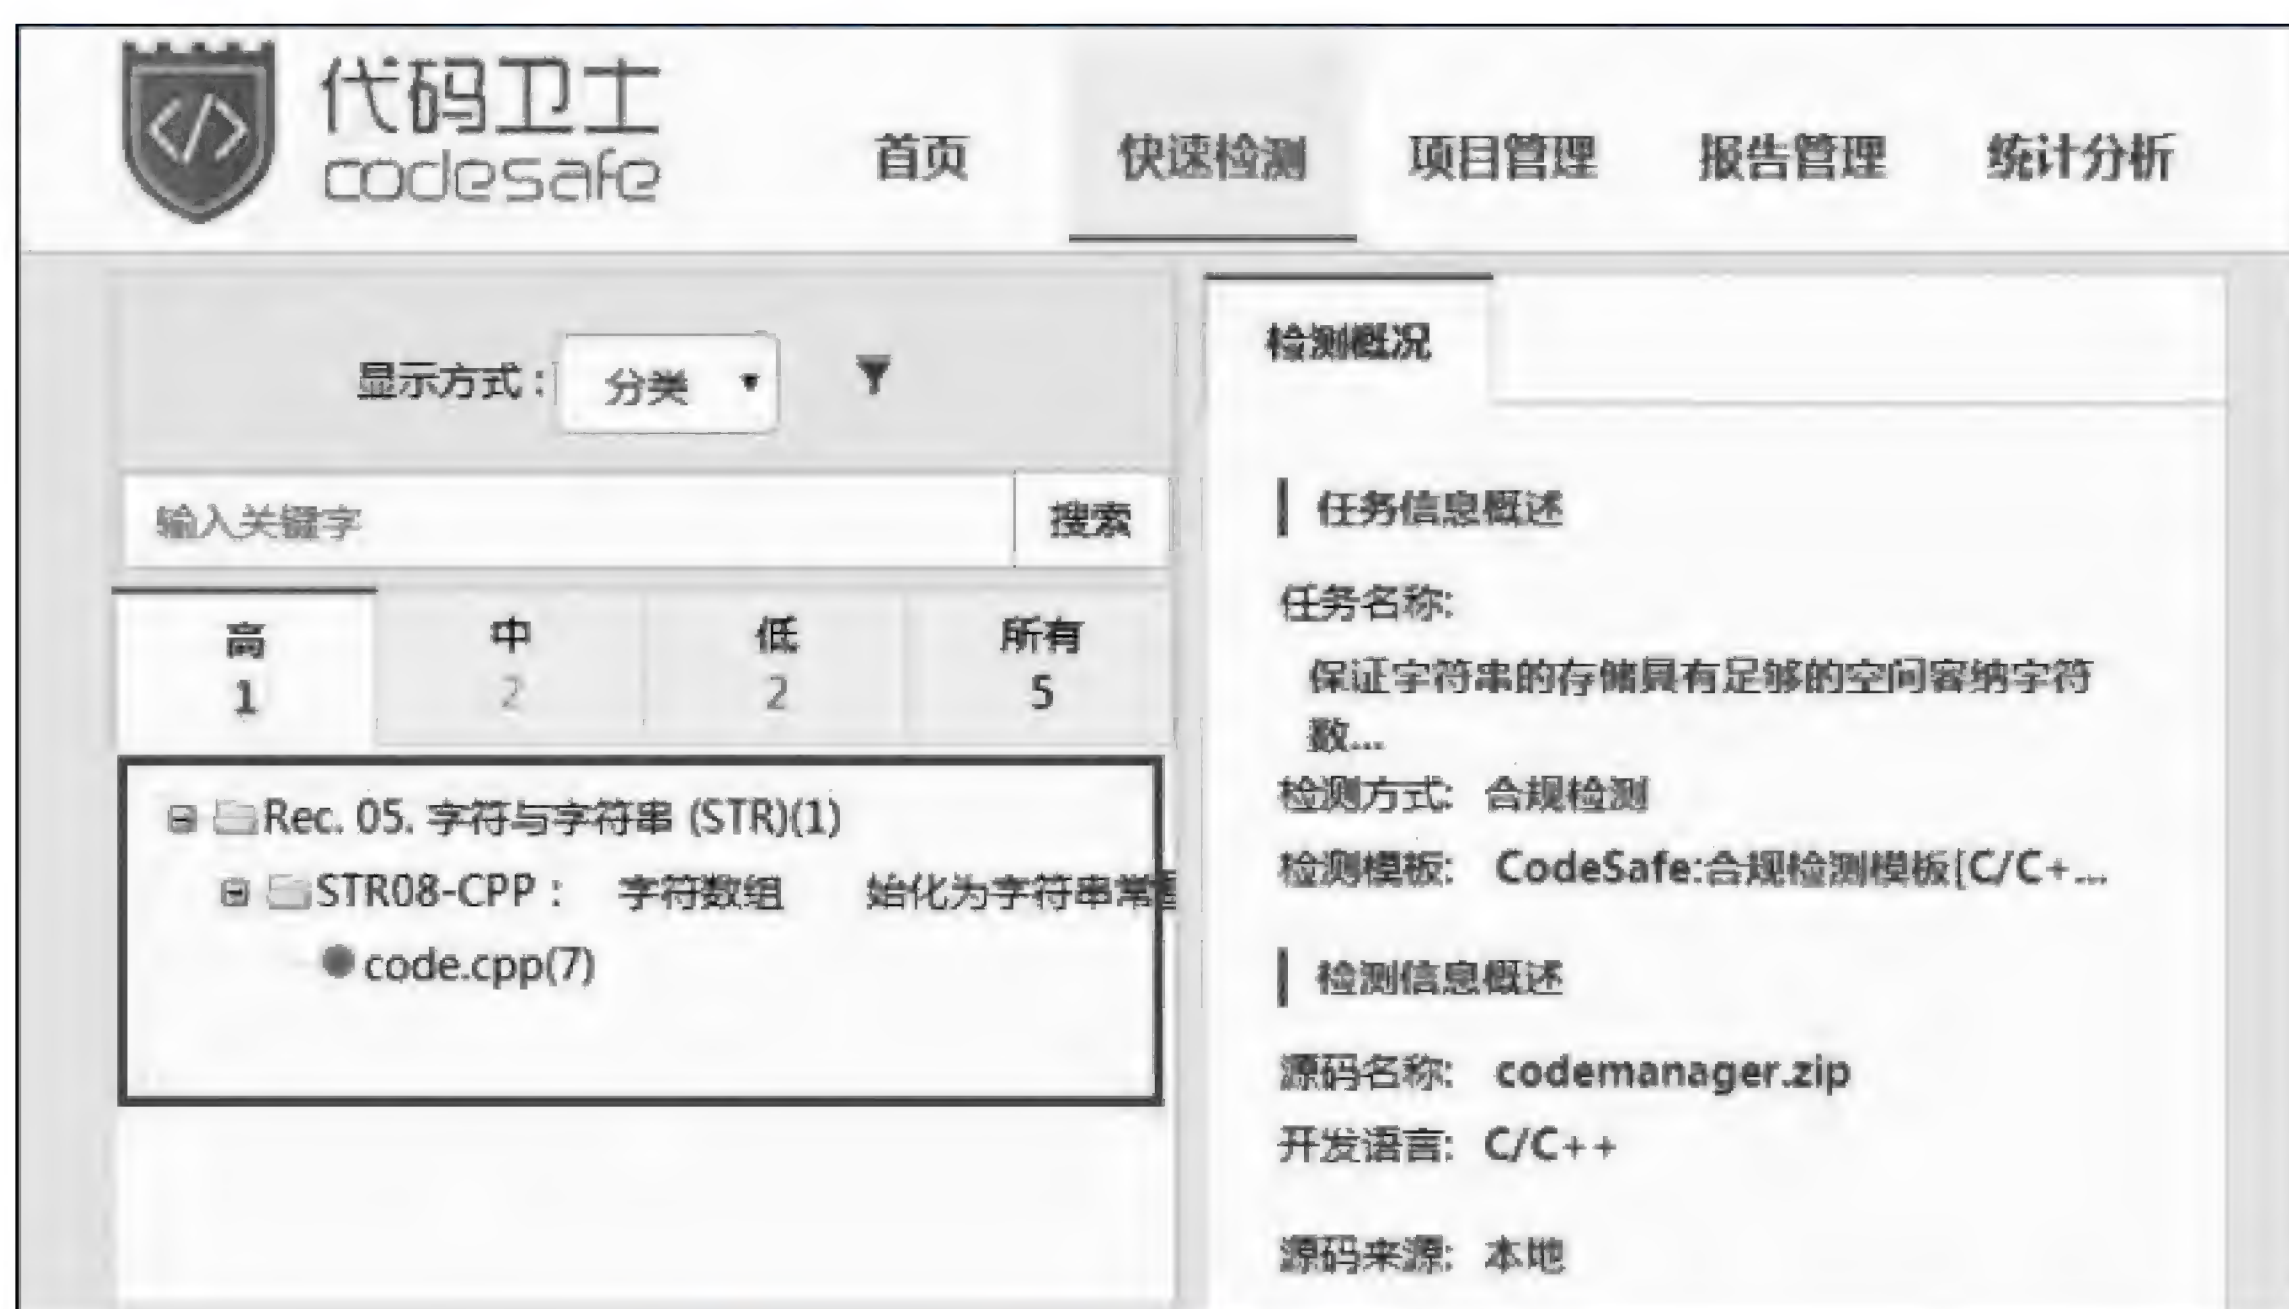 代码卫士
codesafe
首页 快速检测 项目管理 报告管理 统计分析
显示方式: 分类
输入关键字 搜索
高 中 低 所有
1 2 2 5
Rec. 05. 字符与字符串 (STR)(1)
STR08-CPP: 字符数组 始化为字符串常
code.cpp(7)
检测概况
任务信息概述
任务名称:
保证字符串的存储具有足够的空间容纳字符
数...
检测方式: 合规检测
检测模板: CodeSafe:合规检测模板[C/C+...
检测信息概述
源码名称: codemanager.zip
开发语言: C/C++
源码来源: 本地